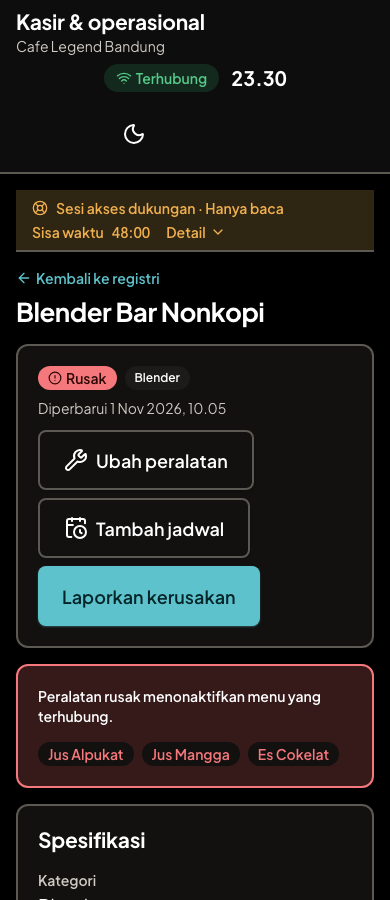 Kasir & operasional
Cafe Legend Bandung
Terhubung 23.30
Sesi akses dukungan · Hanya baca
Sisa waktu 48:00 Detail
Kembali ke registri
Blender Bar Nonkopi
Rusak Blender
Diperbarui 1 Nov 2026, 10.05
Ubah peralatan
Tambah jadwal
Laporkan kerusakan
Peralatan rusak menonaktifkan menu yang
terhubung.
Jus Alpukat Jus Mangga Es Cokelat
Spesifikasi
Kategori